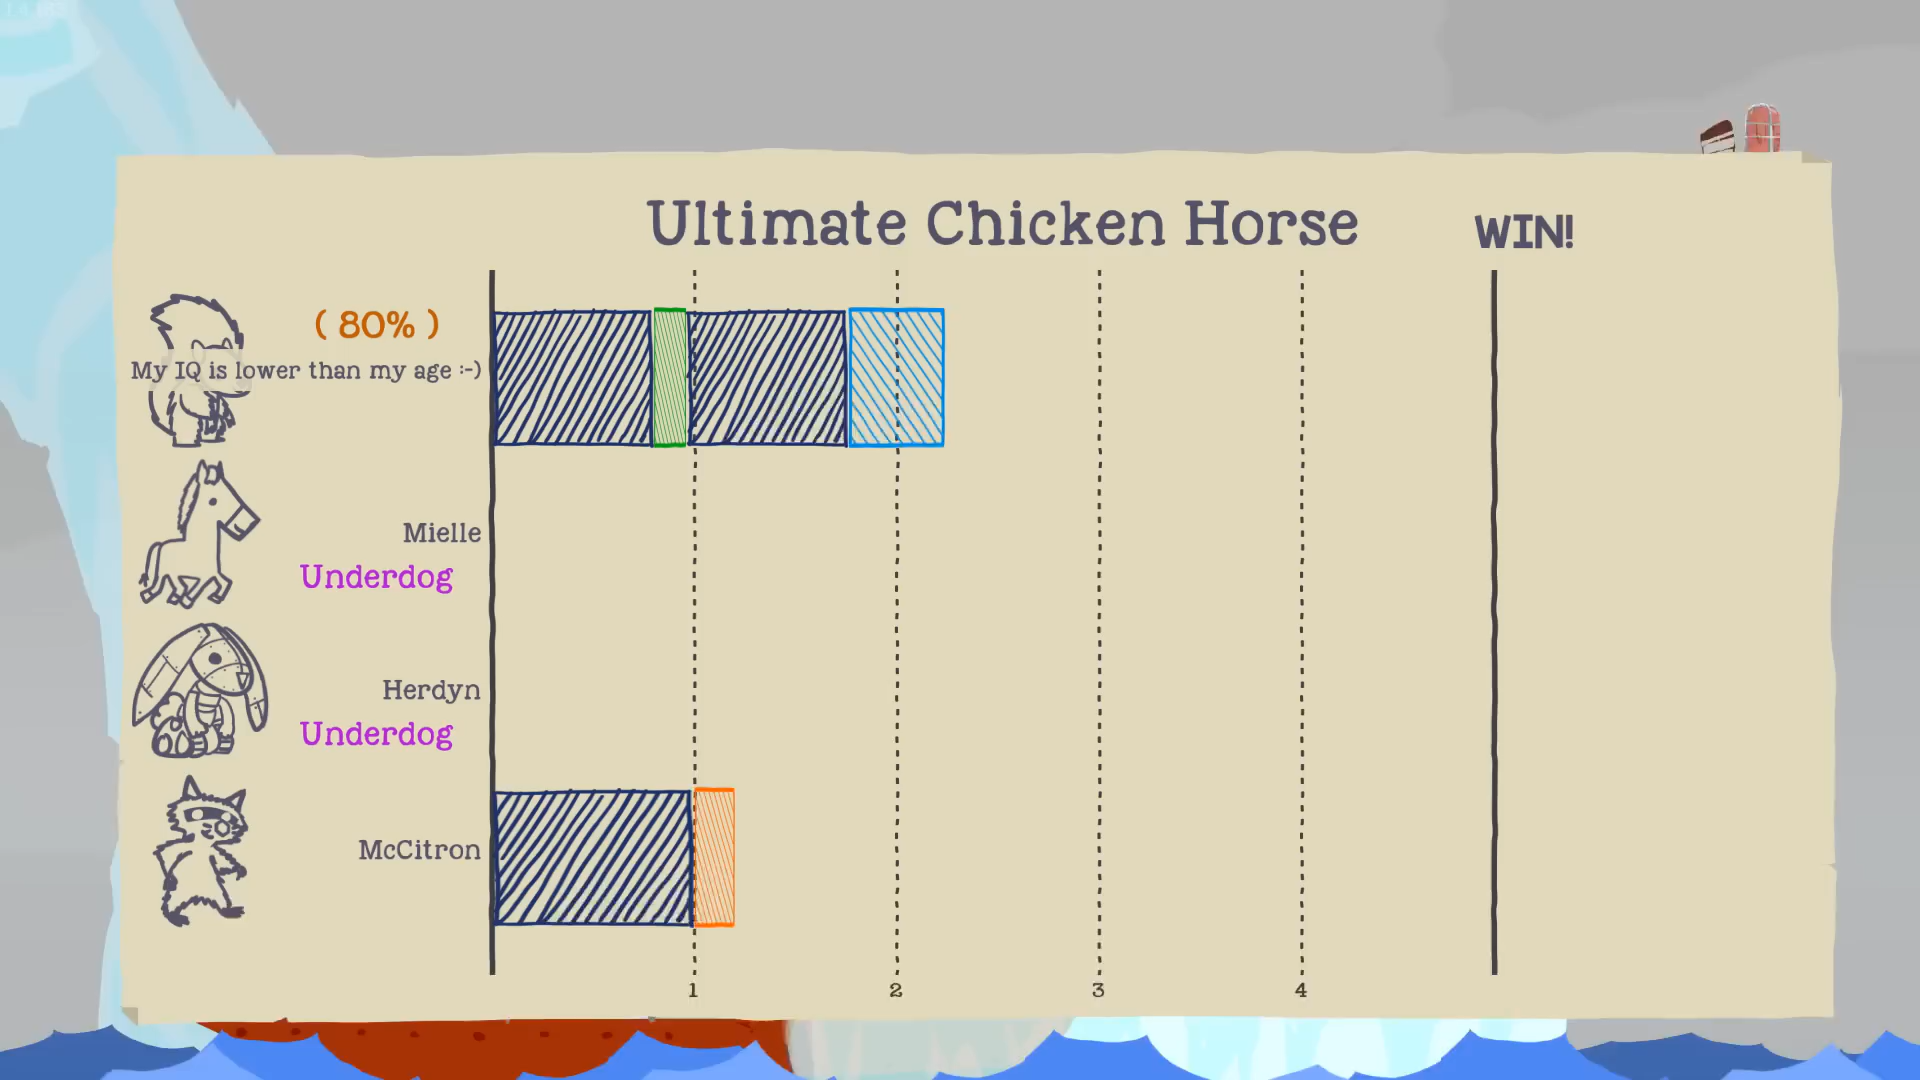 Ultimate Chicken Horse
WIN!
( 80% )
My IQ is lower than my age :-)
Mielle
Underdog
Herdyn
Underdog
McCitron
1 2 3 4